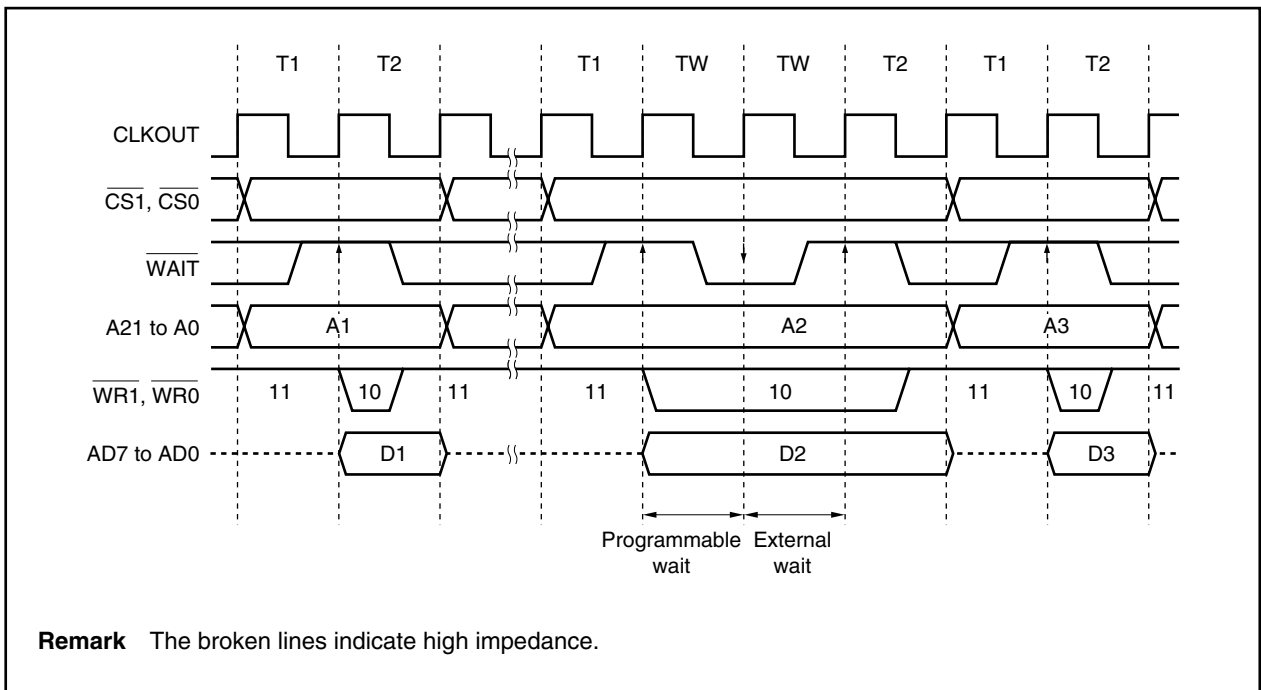 T1 T2 T1 TW TW T2 T1 T2
CLKOUT
CS1, CS0
WAIT
A21 to A0 A1 A2 A3
WR1, WR0 11 10 11 11 10 11 10 11
AD7 to AD0 D1 D2 D3
Programmable External
wait wait
Remark The broken lines indicate high impedance.